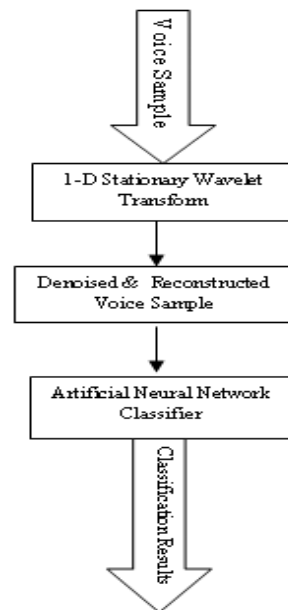 Voice Sample
1-D Stationary Wavelet
Transform
Denoised & Reconstructed
Voice Sample
Artificial Neural Network
Classifier
Classification Results